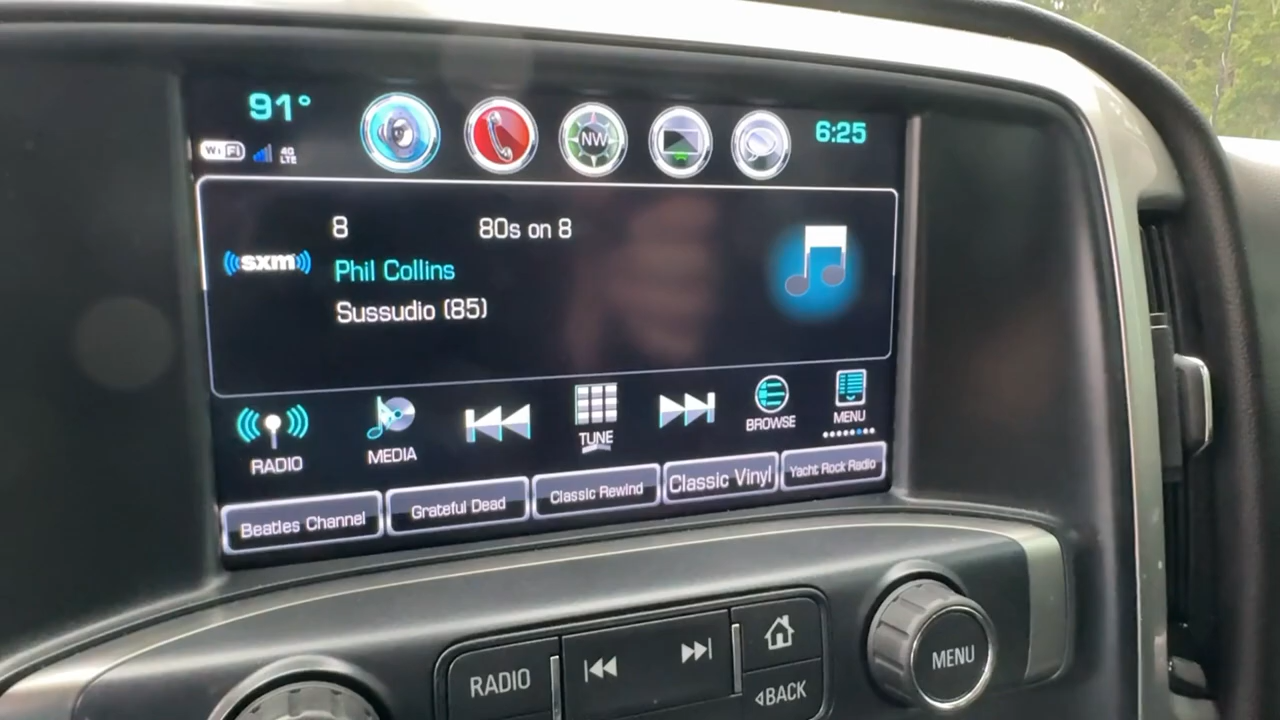 91°
NW
6:25
WiFi
4G
LTE
8 80s on 8
((sxm))
Phil Collins
Sussudio (85)
RADIO
MEDIA
TUNE
BROWSE
MENU
Beatles Channel
Grateful Dead
Classic Rewind
Classic Vinyl
Yacht Rock Radio
RADIO
MENU
BACK